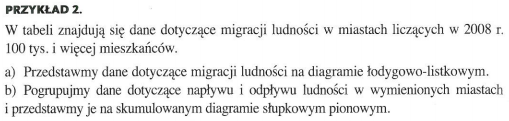 PRZYKŁAD 2.
W tabeli znajdują się dane dotyczące migracji ludności w miastach liczących w 2008 r.
100 tys. i więcej mieszkańców.
a) Przedstawmy dane dotyczące migracji ludności na diagramie łodygowo-listkowym.
b) Pogrupujmy dane dotyczące napływu i odpływu ludności w wymienionych miastach
i przedstawmy je na skumulowanym diagramie słupkowym pionowym.